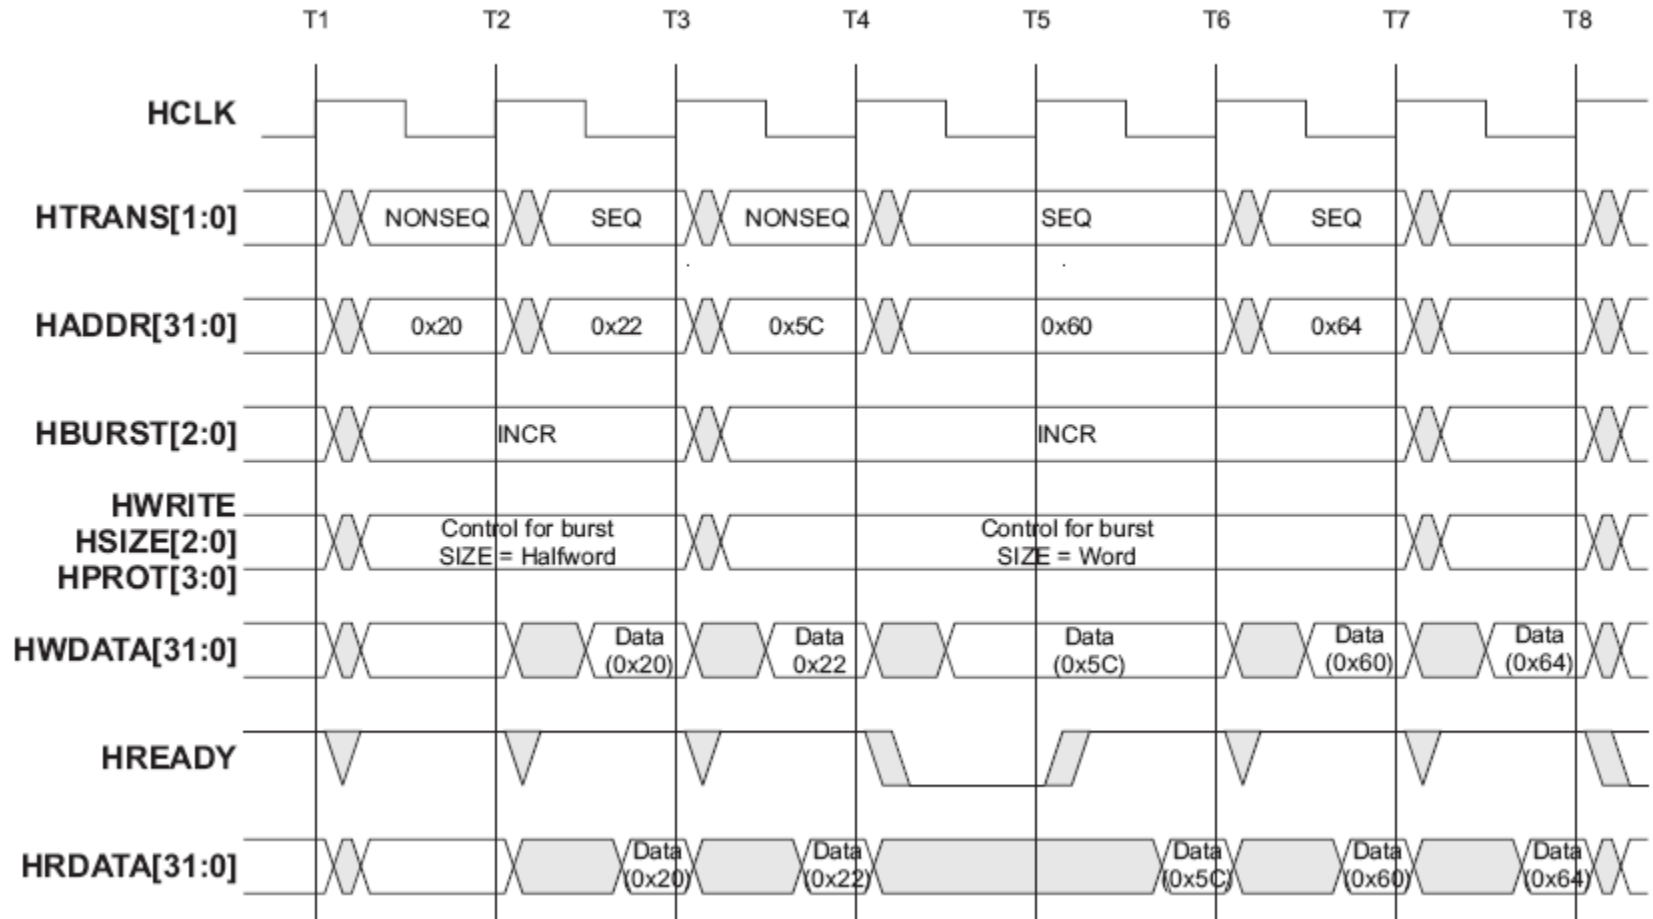 T1 T2 T3 T4 T5 T6 T7 T8
HCLK
HTRANS[1:0] NONSEQ SEQ NONSEQ SEQ SEQ
HADDR[31:0] 0x20 0x22 0x5C 0x60 0x64
HBURST[2:0] INCR INCR
HWRITE
HSIZE[2:0]
HPROT[3:0]
Control for burst
SIZE = Halfword
Control for burst
SIZE = Word
HWDATA[31:0]
Data
(0x20)
Data
0x22
Data
(0x5C)
Data
(0x60)
Data
(0x64)
HREADY
HRDATA[31:0]
Data
(0x20)
Data
(0x22)
Data
(0x5C)
Data
(0x60)
Data
(0x64)